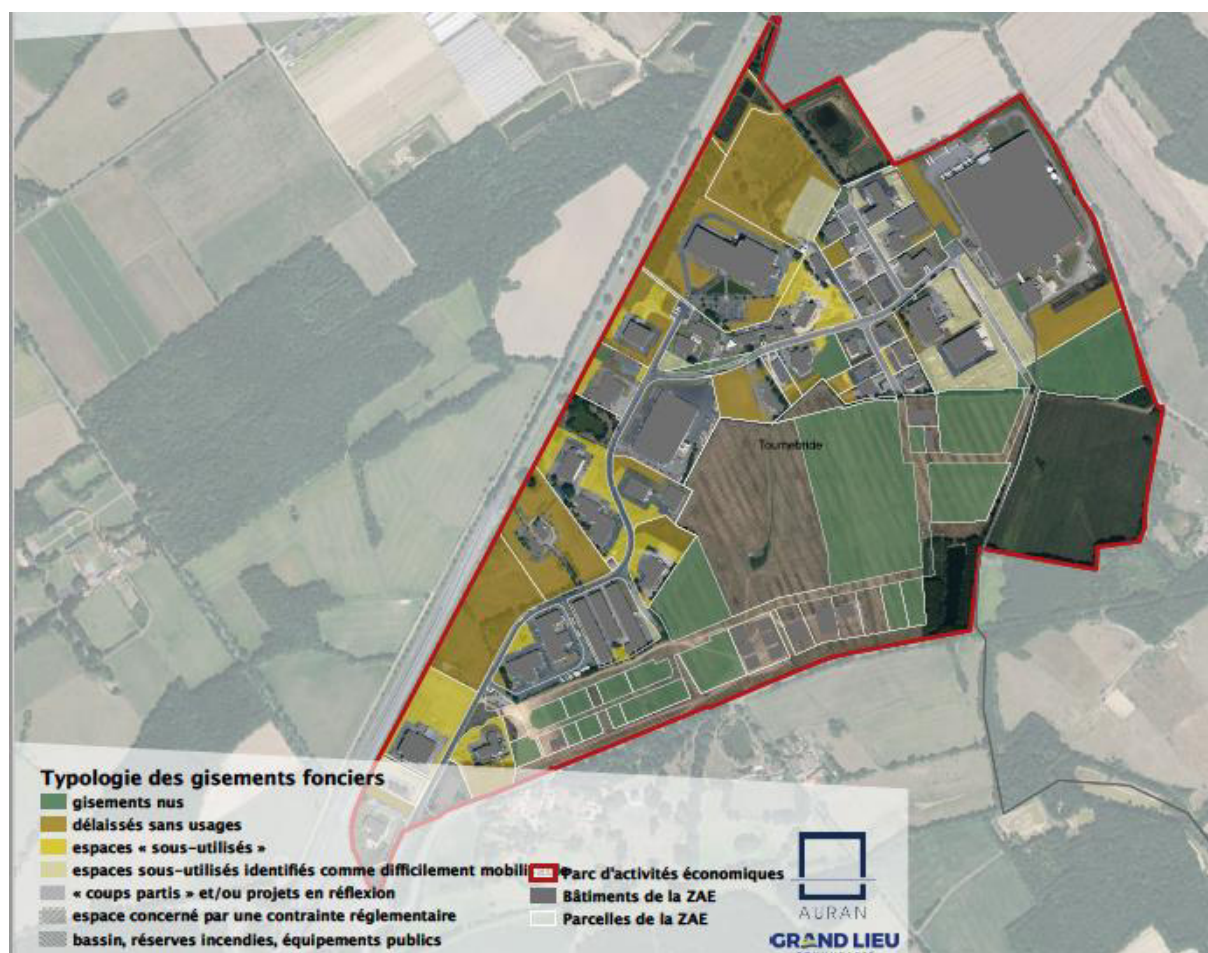 Tournebride
Typologie des gisements fonciers
gisements nus
délaissés sans usages
espaces « sous-utilisés »
espaces sous-utilisés identifiés comme difficilement mobili
« coups partis » et/ou projets en réflexion
espace concerné par une contrainte réglementaire
bassin, réserves incendies, équipements publics
Parc d'activités économiques
Bâtiments de la ZAE
Parcelles de la ZAE
AURAN
GRAND LIEU